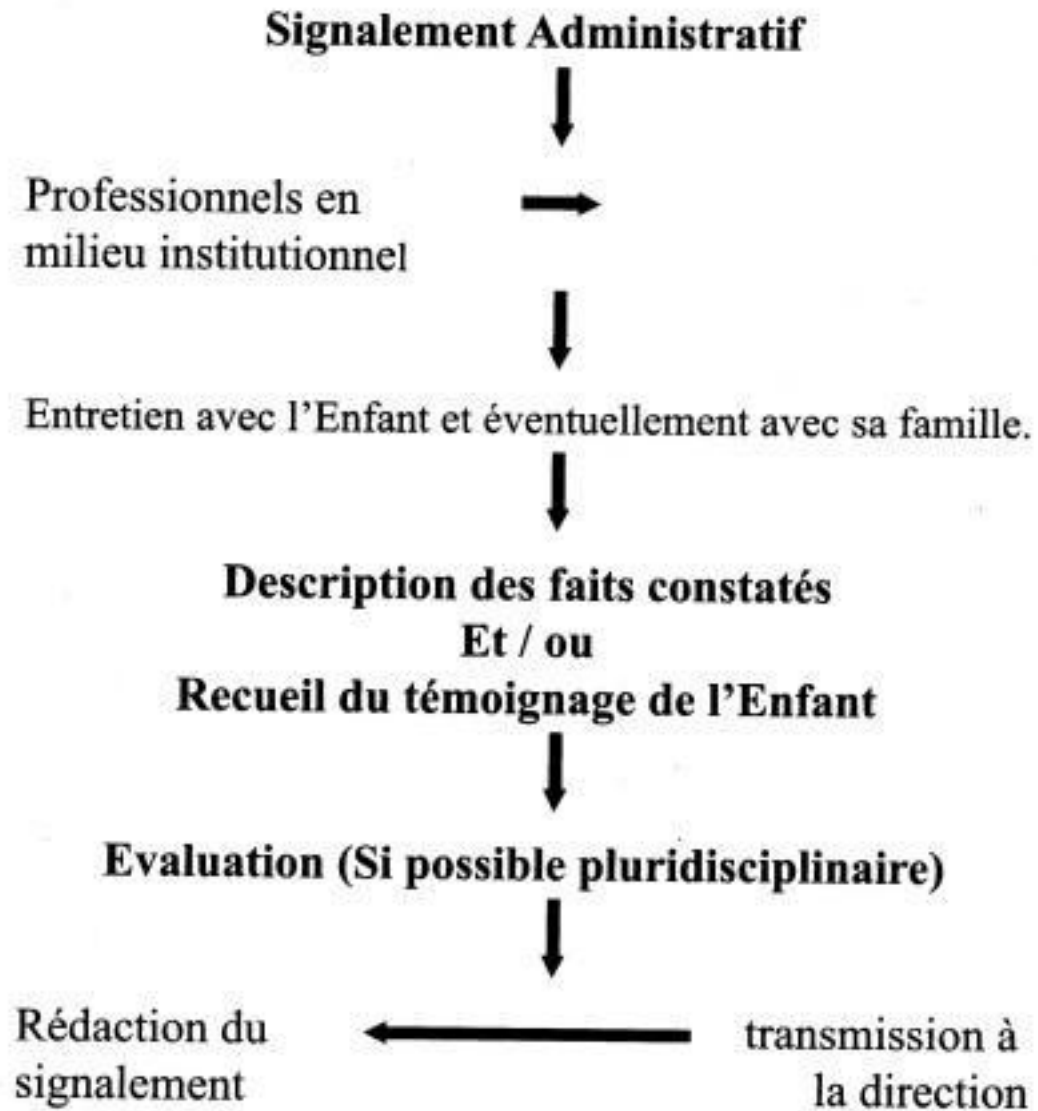 Signalement Administratif
Professionnels en
milieu institutionnel
Entretien avec l'Enfant et éventuellement avec sa famille.
Description des faits constatés
Et / ou
Recueil du témoignage de l'Enfant
Evaluation (Si possible pluridisciplinaire)
Rédaction du
signalement
transmission à
la direction